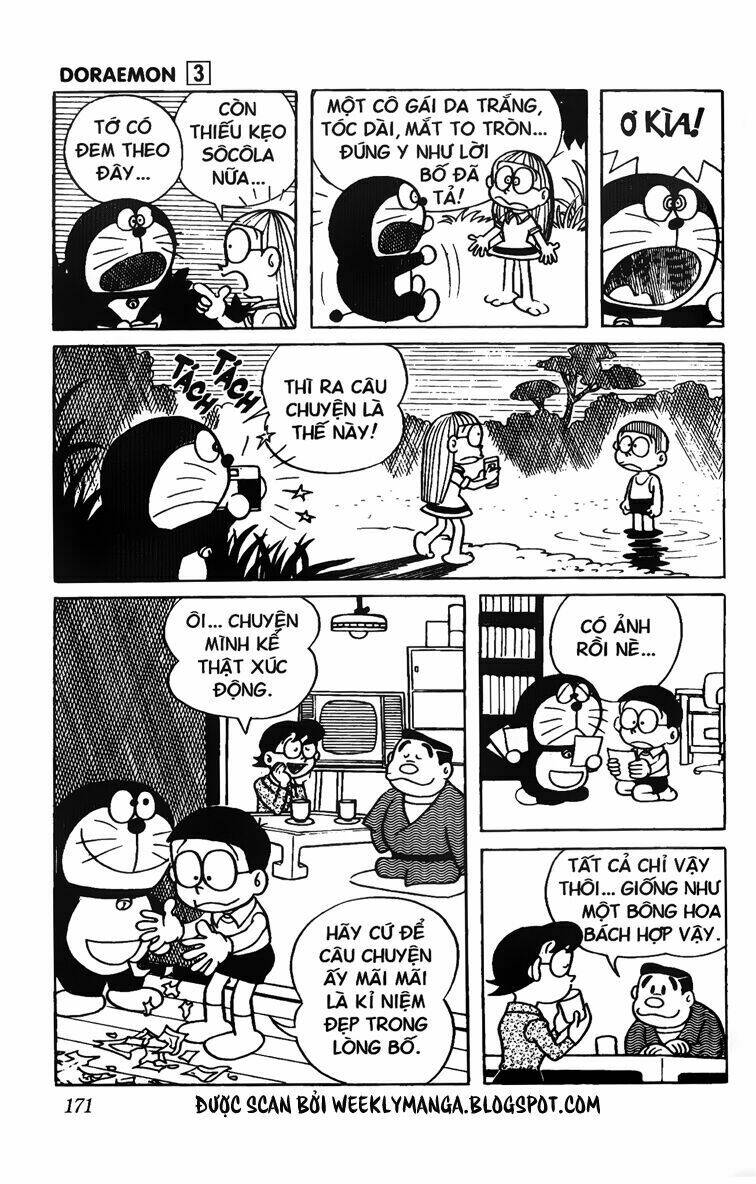 DORAEMON 3
Ơ KÌA!
MỘT CÔ GÁI DA TRẮNG,
TÓC DÀI, MẮT TO TRÒN...
ĐÚNG Y NHƯ LỜI
BỐ ĐÃ
TẢ!
CÒN
THIẾU KẸO
SÔCÔLA
NỮA...
TỚ CÓ
ĐEM THEO
ĐÂY...
THÌ RA CÂU
CHUYỆN LÀ
THẾ NÀY!
TÁCH
TÁCH
CÓ ẢNH
RỒI NÈ...
TẤT CẢ CHỈ VẬY
THÔI... GIỐNG NHƯ
MỘT BÔNG HOA
BÁCH HỢP VẬY.
ÔI... CHUYỆN
MÌNH KỂ
THẬT XÚC
ĐỘNG.
HÃY CỨ ĐỂ
CÂU CHUYỆN
ẤY MÃI MÃI
LÀ KỈ NIỆM
ĐẸP TRONG
LÒNG BỐ.
171
ĐƯỢC SCAN BỞI WEEKLYMANGA.BLOGSPOT.COM